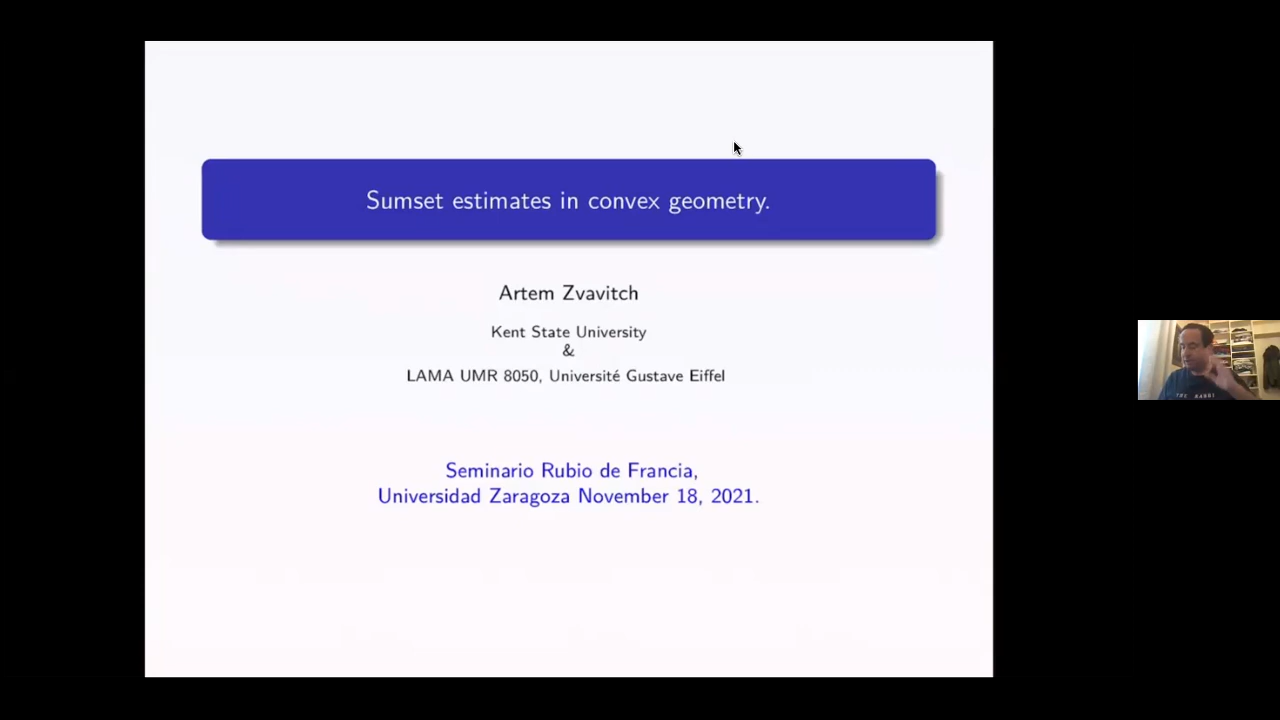 Sumset estimates in convex geometry.
Artem Zvavitch
Kent State University
&
LAMA UMR 8050, Université Gustave Eiffel
Seminario Rubio de Francia,
Universidad Zaragoza November 18, 2021.